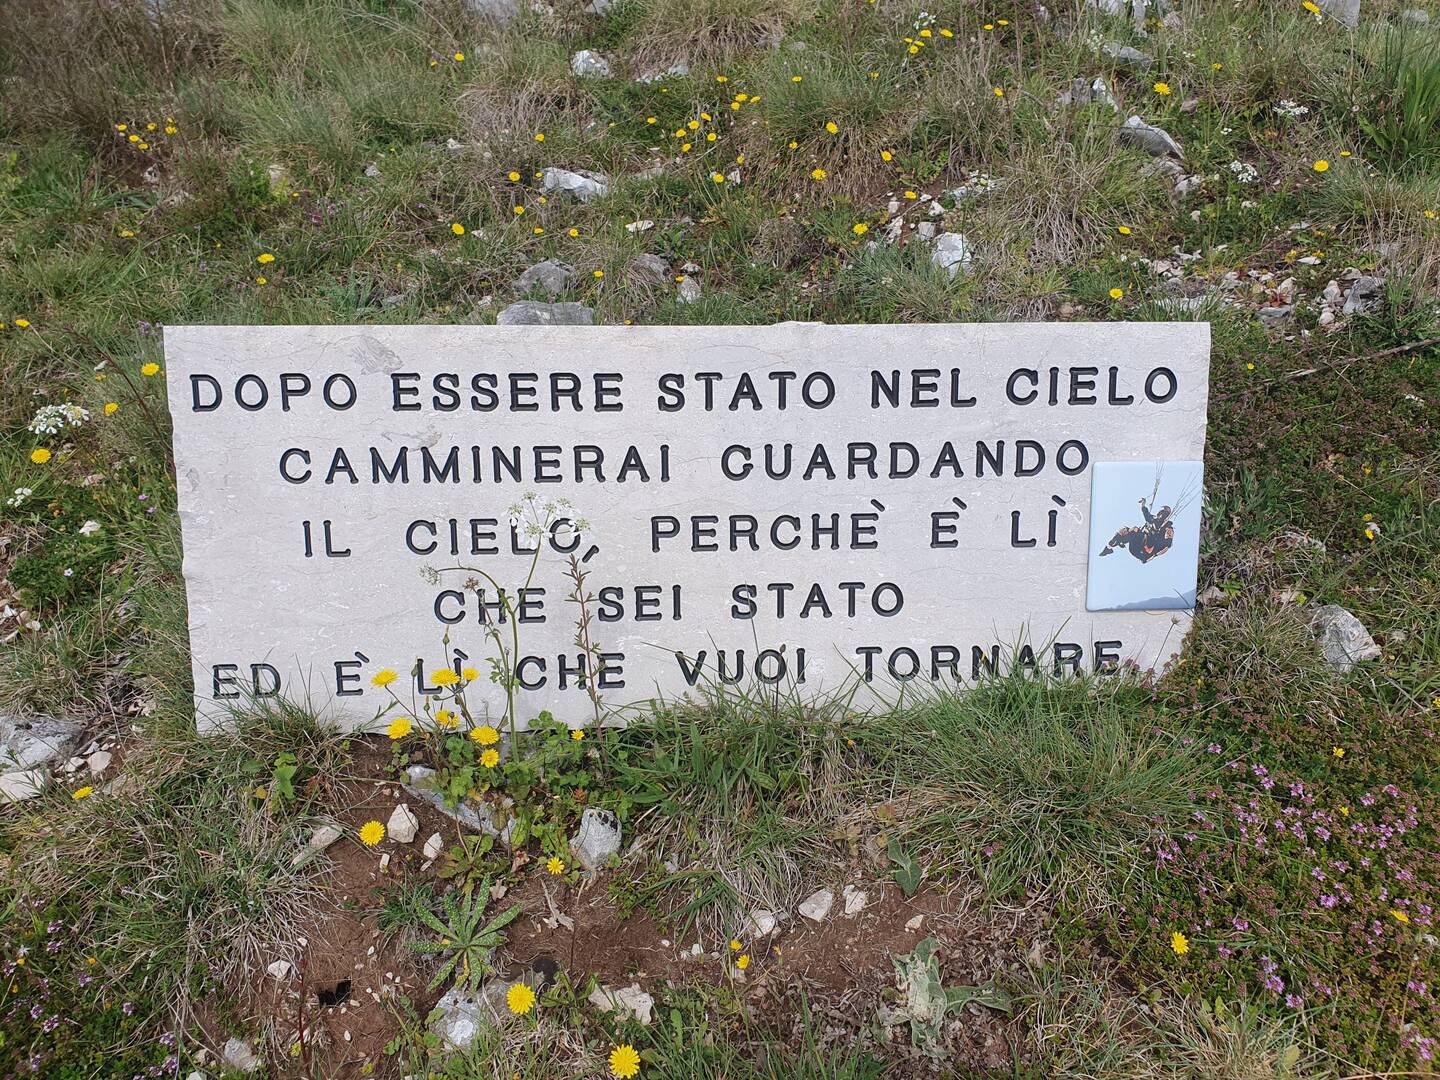 DOPO ESSERE STATO NEL CIELO
CAMMINERAI GUARDANDO
IL CIELO, PERCHÈ È LÌ
CHE SEI STATO
ED È LÌ CHE VUOI TORNARE.